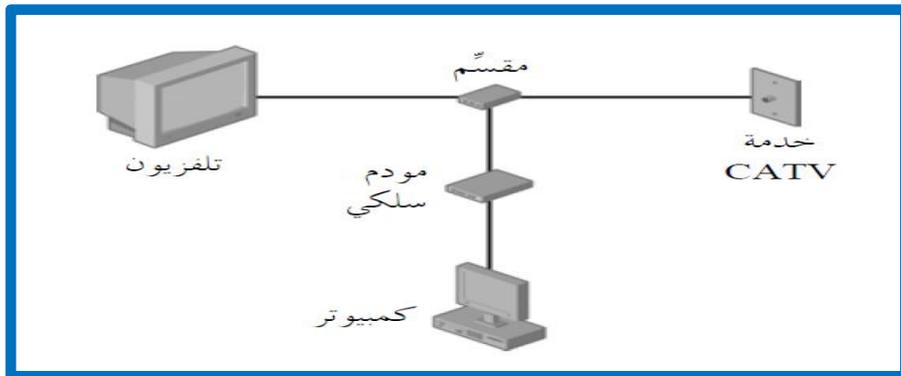 مقسِّم
خدمة
CATV
تلفزيون
مودم
سلكي
كمبيوتر